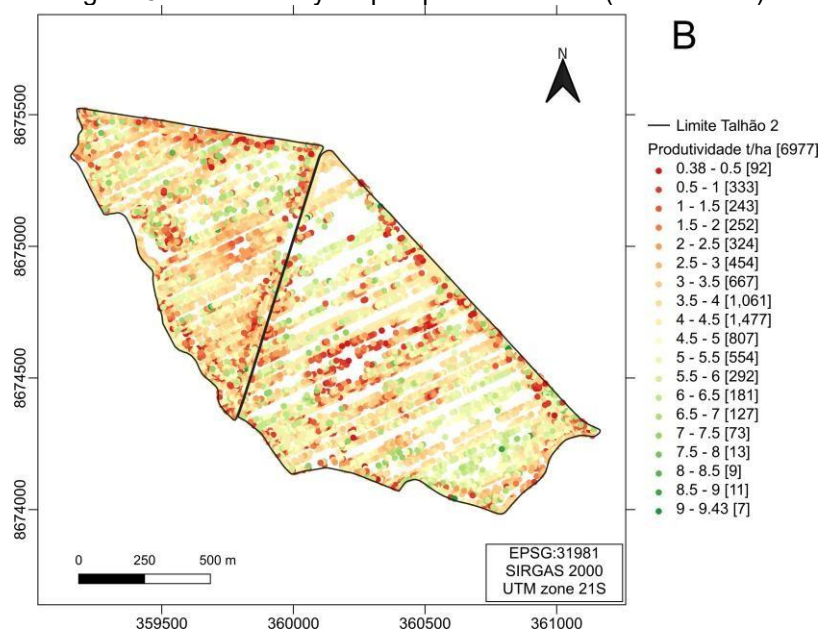 B
N
8675500
8675000
8674500
8674000
Limite Talhão 2
Produtividade t/ha [6977]
0.38 - 0.5 [92]
0.5 - 1 [333]
1 - 1.5 [243]
1.5 - 2 [252]
2 - 2.5 [324]
2.5 - 3 [454]
3 - 3.5 [667]
3.5 - 4 [1,061]
4 - 4.5 [1,477]
4.5 - 5 [807]
5 - 5.5 [554]
5.5 - 6 [292]
6 - 6.5 [181]
6.5 - 7 [127]
7 - 7.5 [73]
7.5 - 8 [13]
8 - 8.5 [9]
8.5 - 9 [11]
9 - 9.43 [7]
0 250 500 m
EPSG:31981
SIRGAS 2000
UTM zone 21S
359500 360000 360500 361000